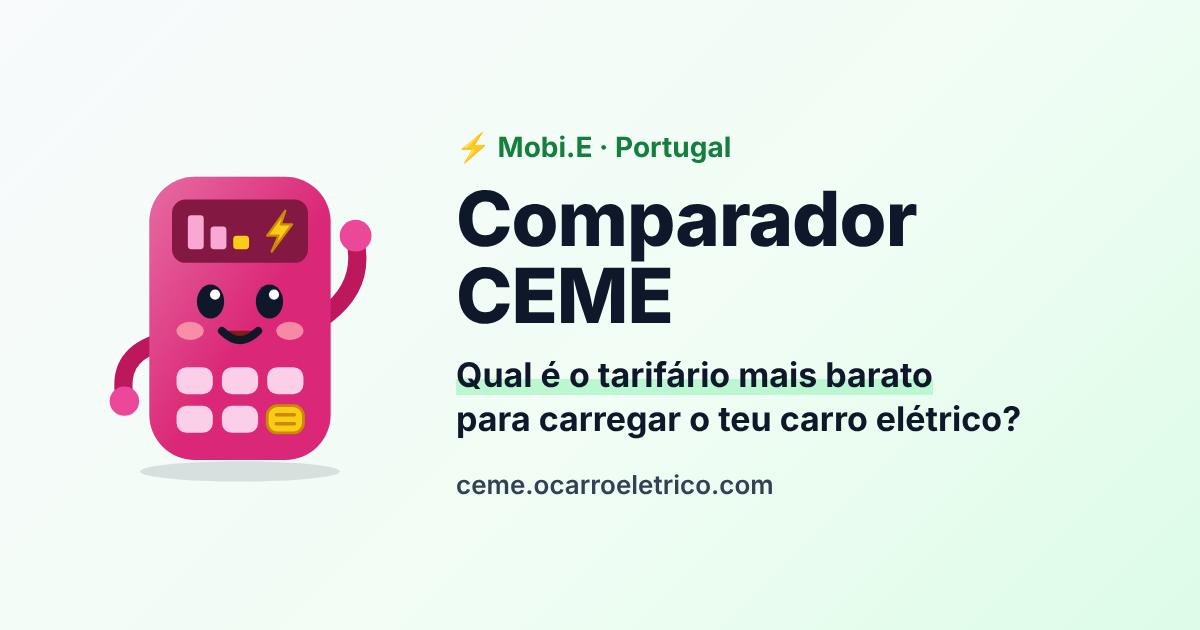 ⚡ Mobi.E · Portugal
Comparador
CEME
Qual é o tarifário mais barato
para carregar o teu carro elétrico?
ceme.ocarroeletrico.com